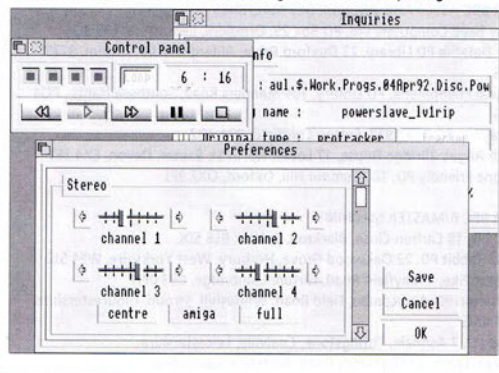 Inquiries
Control panel
nfo
6 : 16
: aul.$.Work.Progs.04Apr92.Disc.Pow
g name : powerslave_lv1rip
Original type : protracker
Preferences
%
Stereo
channel 1 channel 2
channel 3 channel 4
centre amiga full
Save
Cancel
OK